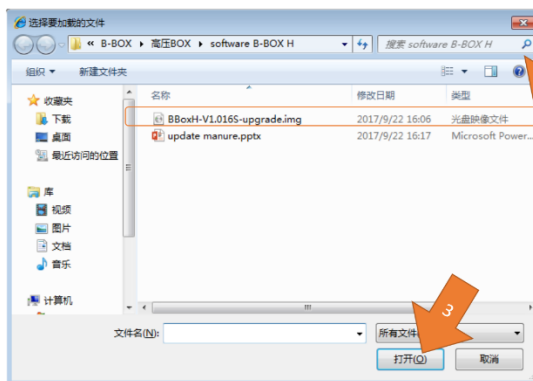 选择要加载的文件
« B-BOX 高压BOX software B-BOX H
搜索 software B-BOX H
组织 新建文件夹
名称 修改日期 类型
收藏夹
下载
桌面
最近访问的位置
库
视频
图片
文档
音乐
计算机
BBoxH-V1.016S-upgrade.img 2017/9/22 16:06 光盘映像文件
update manure.pptx 2017/9/22 16:17 Microsoft Power...
3
文件名(N): 所有文件
打开(O) 取消